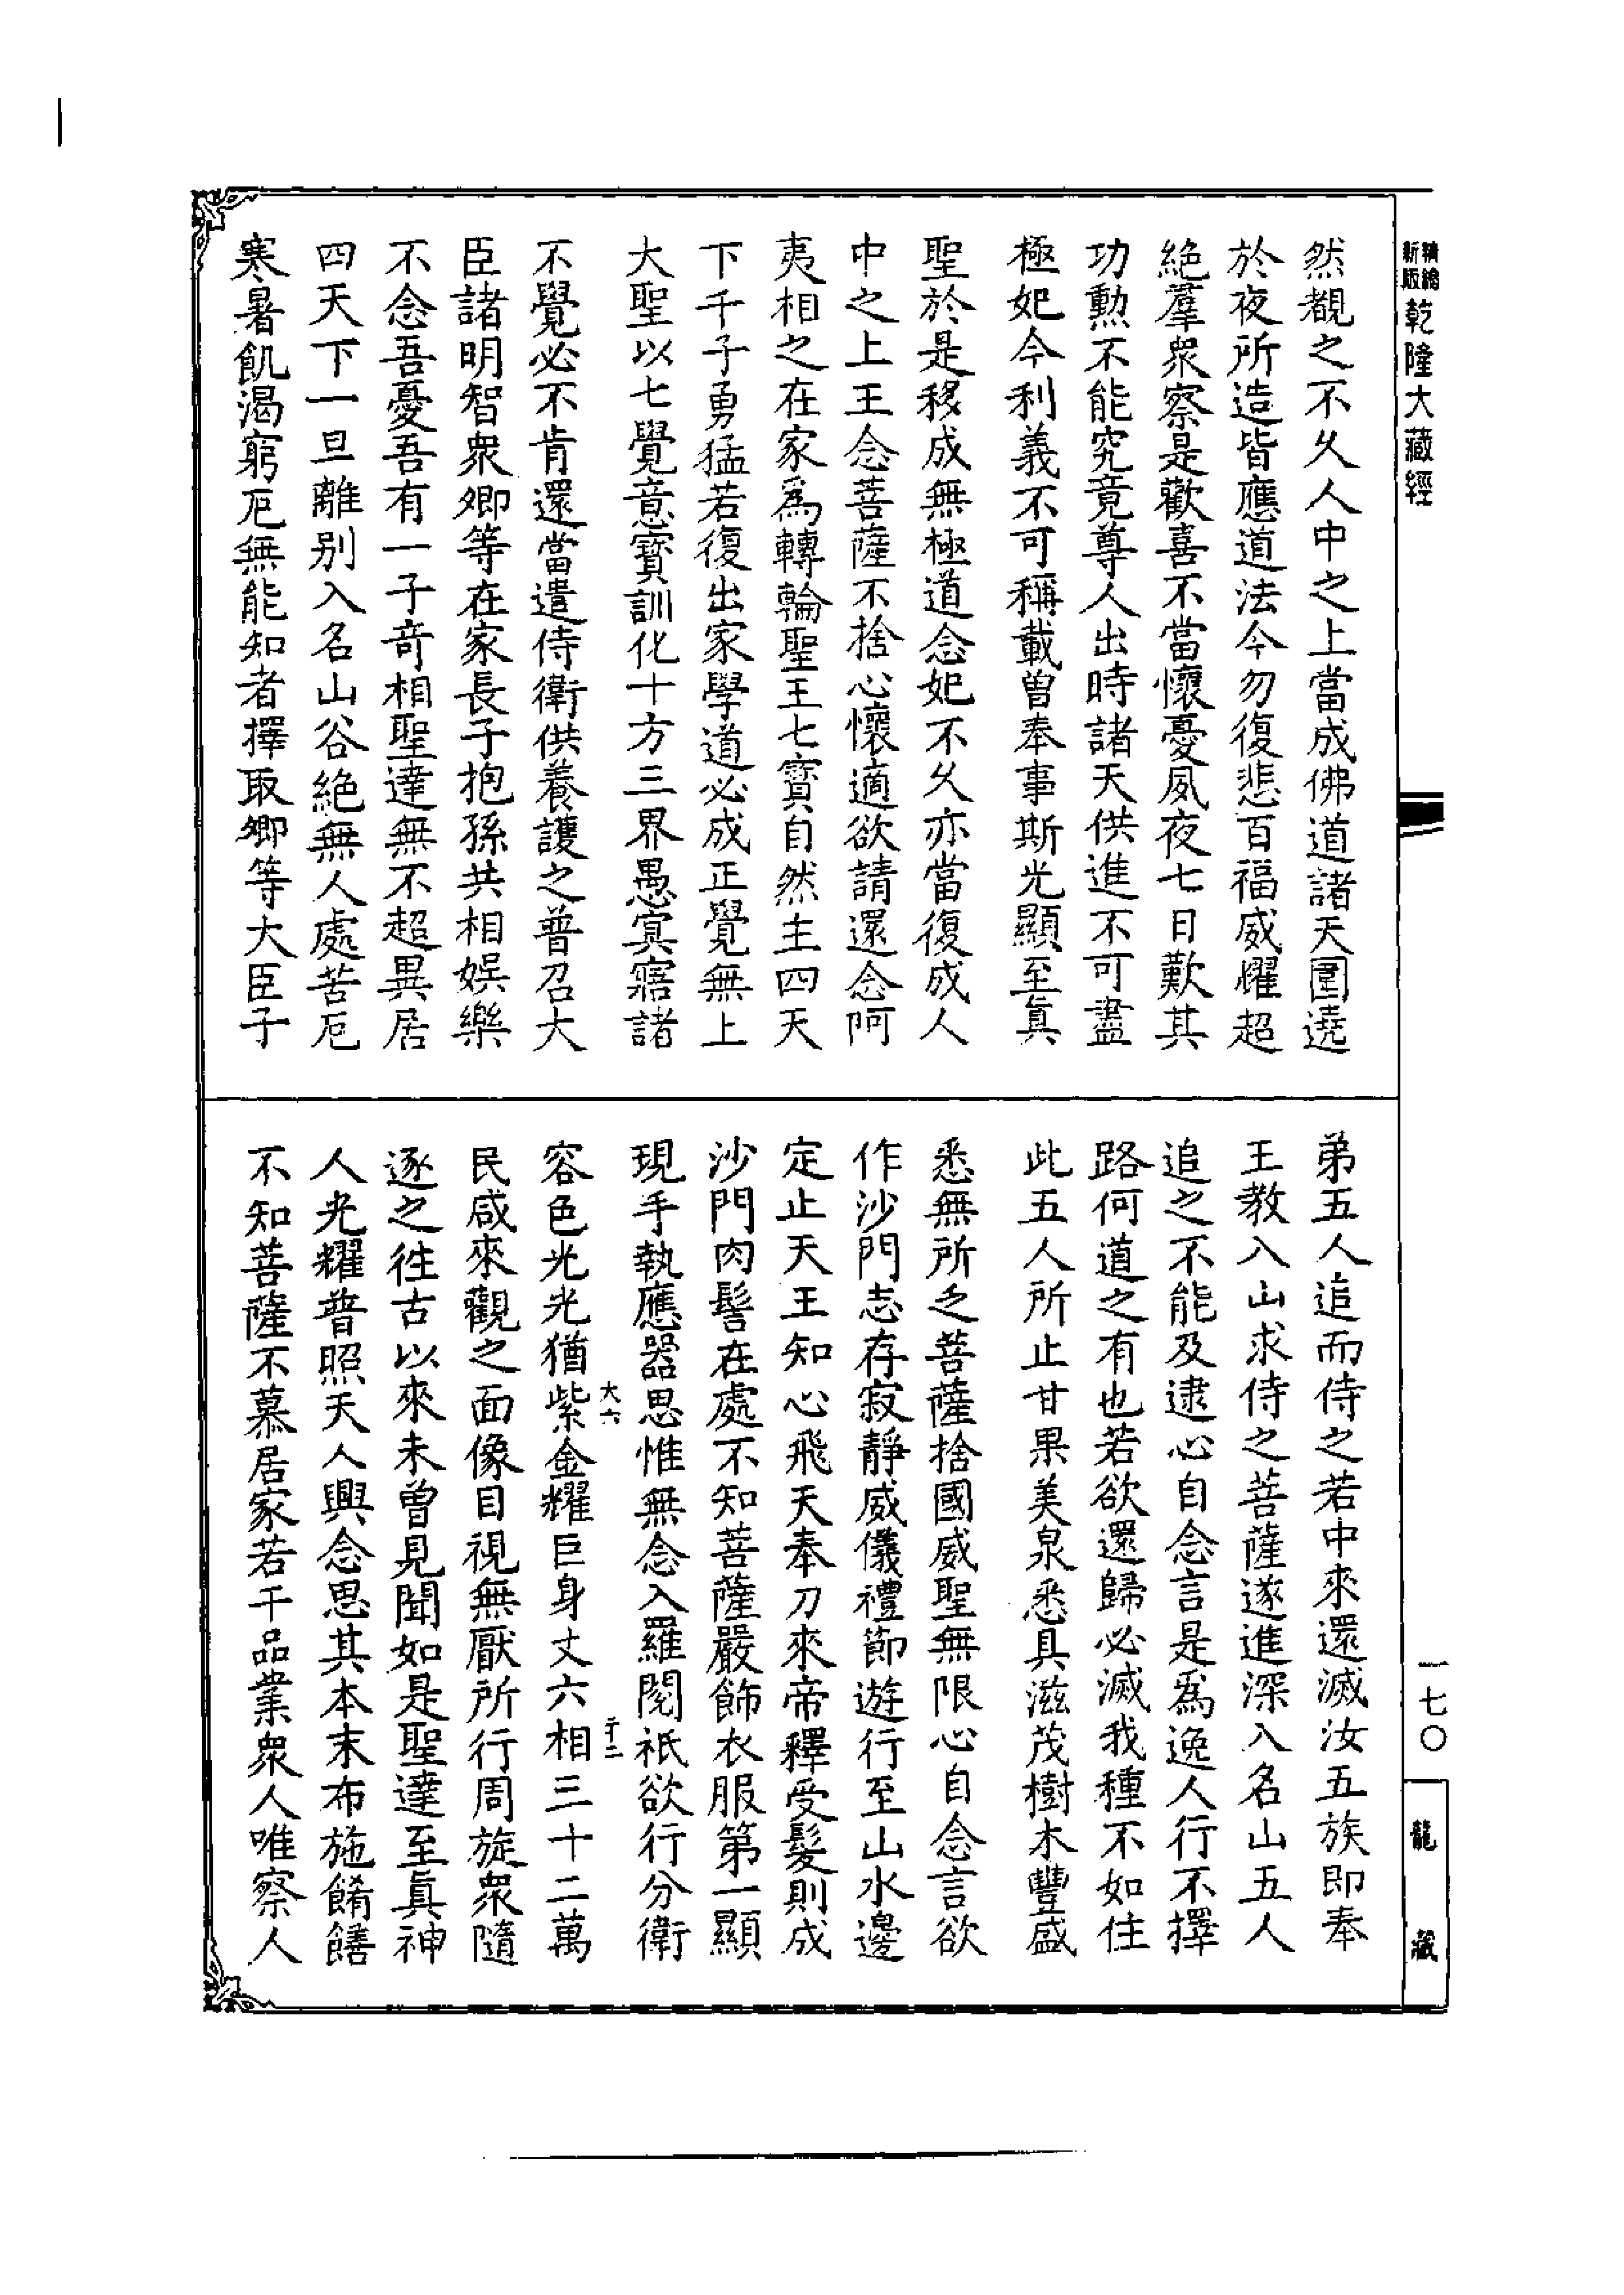 精縮新版乾隆大藏經
然覩之不久人中之上當成佛道諸天圍遶
於夜所造皆應道法今勿復悲百福威耀超
絕羣衆察是歡喜不當懷憂夙夜七日歎其
功勲不能究竟尊人出時諸天供進不可盡
極妃今利義不可稱載曽奉事斯光顯至眞
聖於是移成無極道念妃不久亦當復成人
中之上王念菩薩不捨心懷適欲請還念阿
夷相之在家爲轉輪聖王七寳自然主四天
下千子勇猛若復出家學道必成正覺無上
大聖以七覺意寳訓化十方三界愚冥寤諸
不覺必不肯還當遣侍衛供養護之普召大
臣諸明智衆卿等在家長子抱孫共相娱樂
不念吾憂吾有一子竒相聖達無不超異居
四天下一旦離别入名山谷絕無人處苦厄
寒暑飢渴窮厄無能知者擇取卿等大臣子
弟五人追而侍之若中來還滅汝五族即奉
王教入山求侍之菩薩遂進深入名山五人
追之不能及逮心自念言是爲逸人行不擇
路何道之有也若欲還歸必滅我種不如住
此五人所止甘果美泉悉具滋茂樹木豐盛
悉無所乏菩薩捨國威聖無限心自念言欲
作沙門志存寂靜威儀禮節遊行至山水邊
定止天王知心飛天奉刀來帝釋受髮則成
沙門肉髻在處不知菩薩嚴飾衣服第一顯
現手執應器思惟無念入羅閱祇欲行分衛
大六 二十二
容色光光猶紫金耀巨身丈六相三十二萬
民咸來觀之面像目視無厭所行周旋衆隨
逐之徃古以來未曽見聞如是聖達至眞神
人光耀普照天人興念思其本末布施餚饍
不知菩薩不慕居家若干品業衆人唯察人
一七〇
龍藏